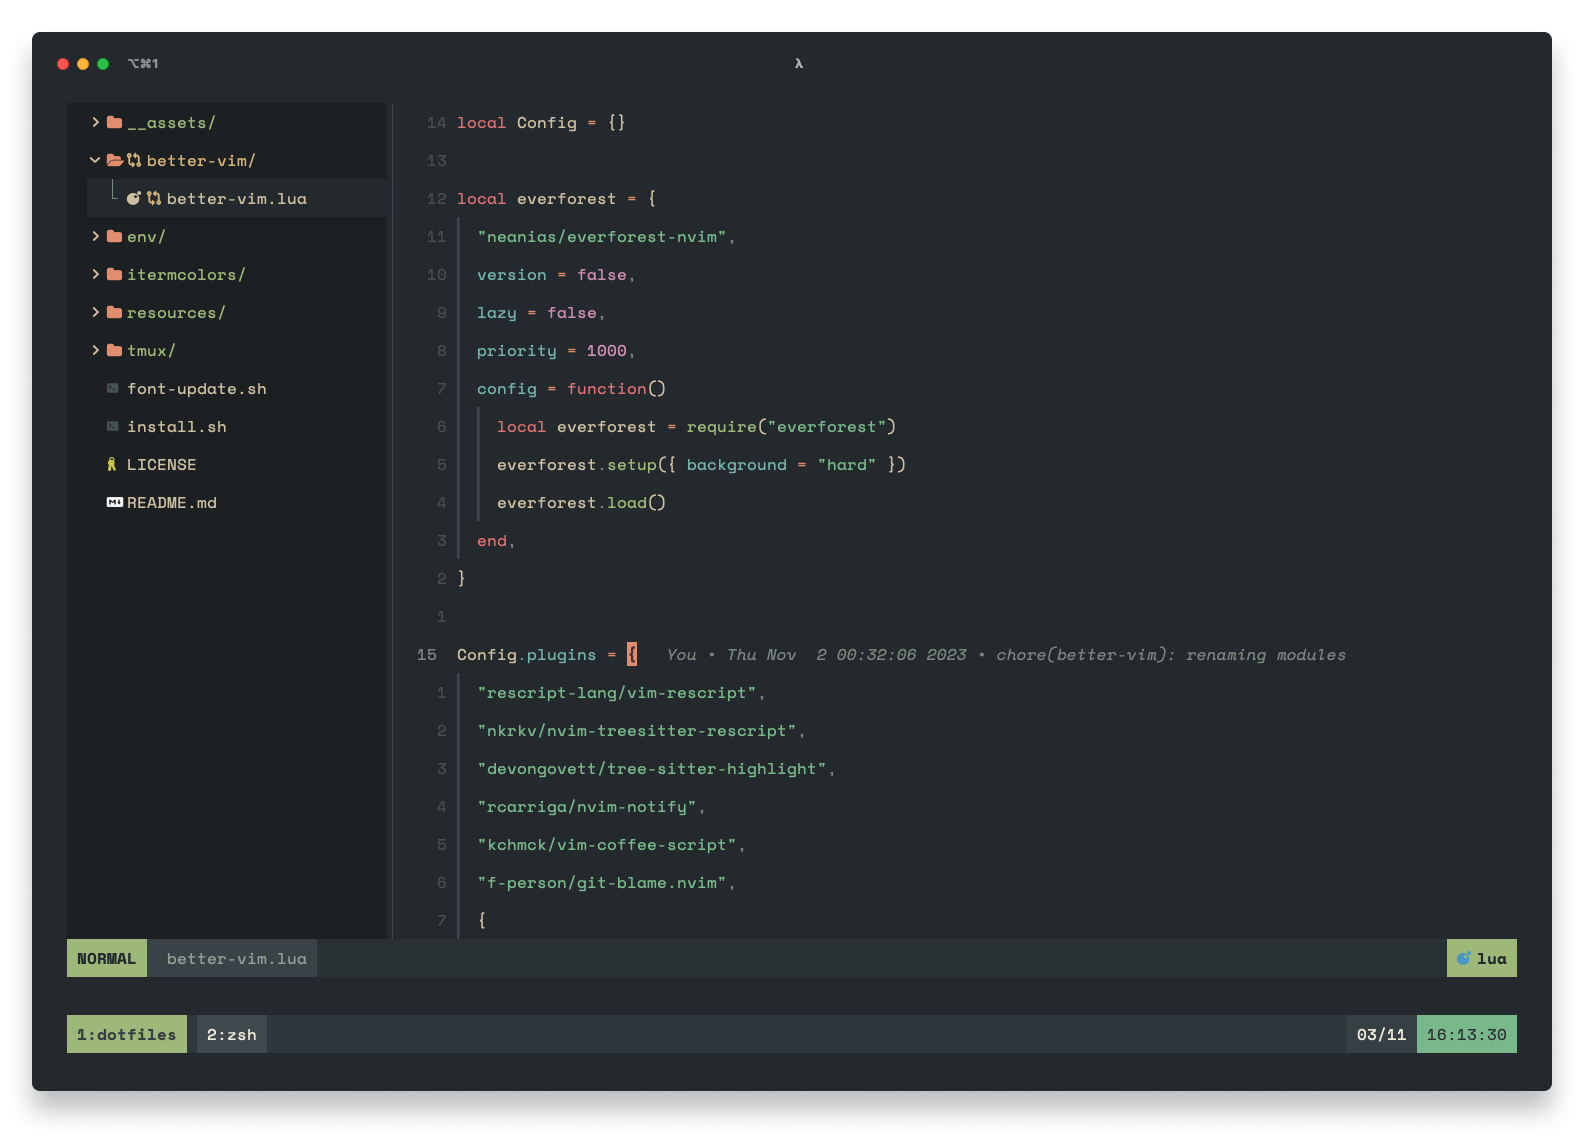 ⌥⌘1
λ
__assets/
better-vim/
better-vim.lua
env/
itermcolors/
resources/
tmux/
font-update.sh
install.sh
LICENSE
README.md
14 local Config = {}
13
12 local everforest = {
11 "neanias/everforest-nvim",
10 version = false,
9 lazy = false,
8 priority = 1000,
7 config = function()
6 local everforest = require("everforest")
5 everforest.setup({ background = "hard" })
4 everforest.load()
3 end,
2 }
1
15 Config.plugins = { You • Thu Nov  2 00:32:06 2023 • chore(better-vim): renaming modules
1 "rescript-lang/vim-rescript",
2 "nkrkv/nvim-treesitter-rescript",
3 "devongovett/tree-sitter-highlight",
4 "rcarriga/nvim-notify",
5 "kchmck/vim-coffee-script",
6 "f-person/git-blame.nvim",
7 {
NORMAL better-vim.lua lua
1:dotfiles 2:zsh 03/11 16:13:30